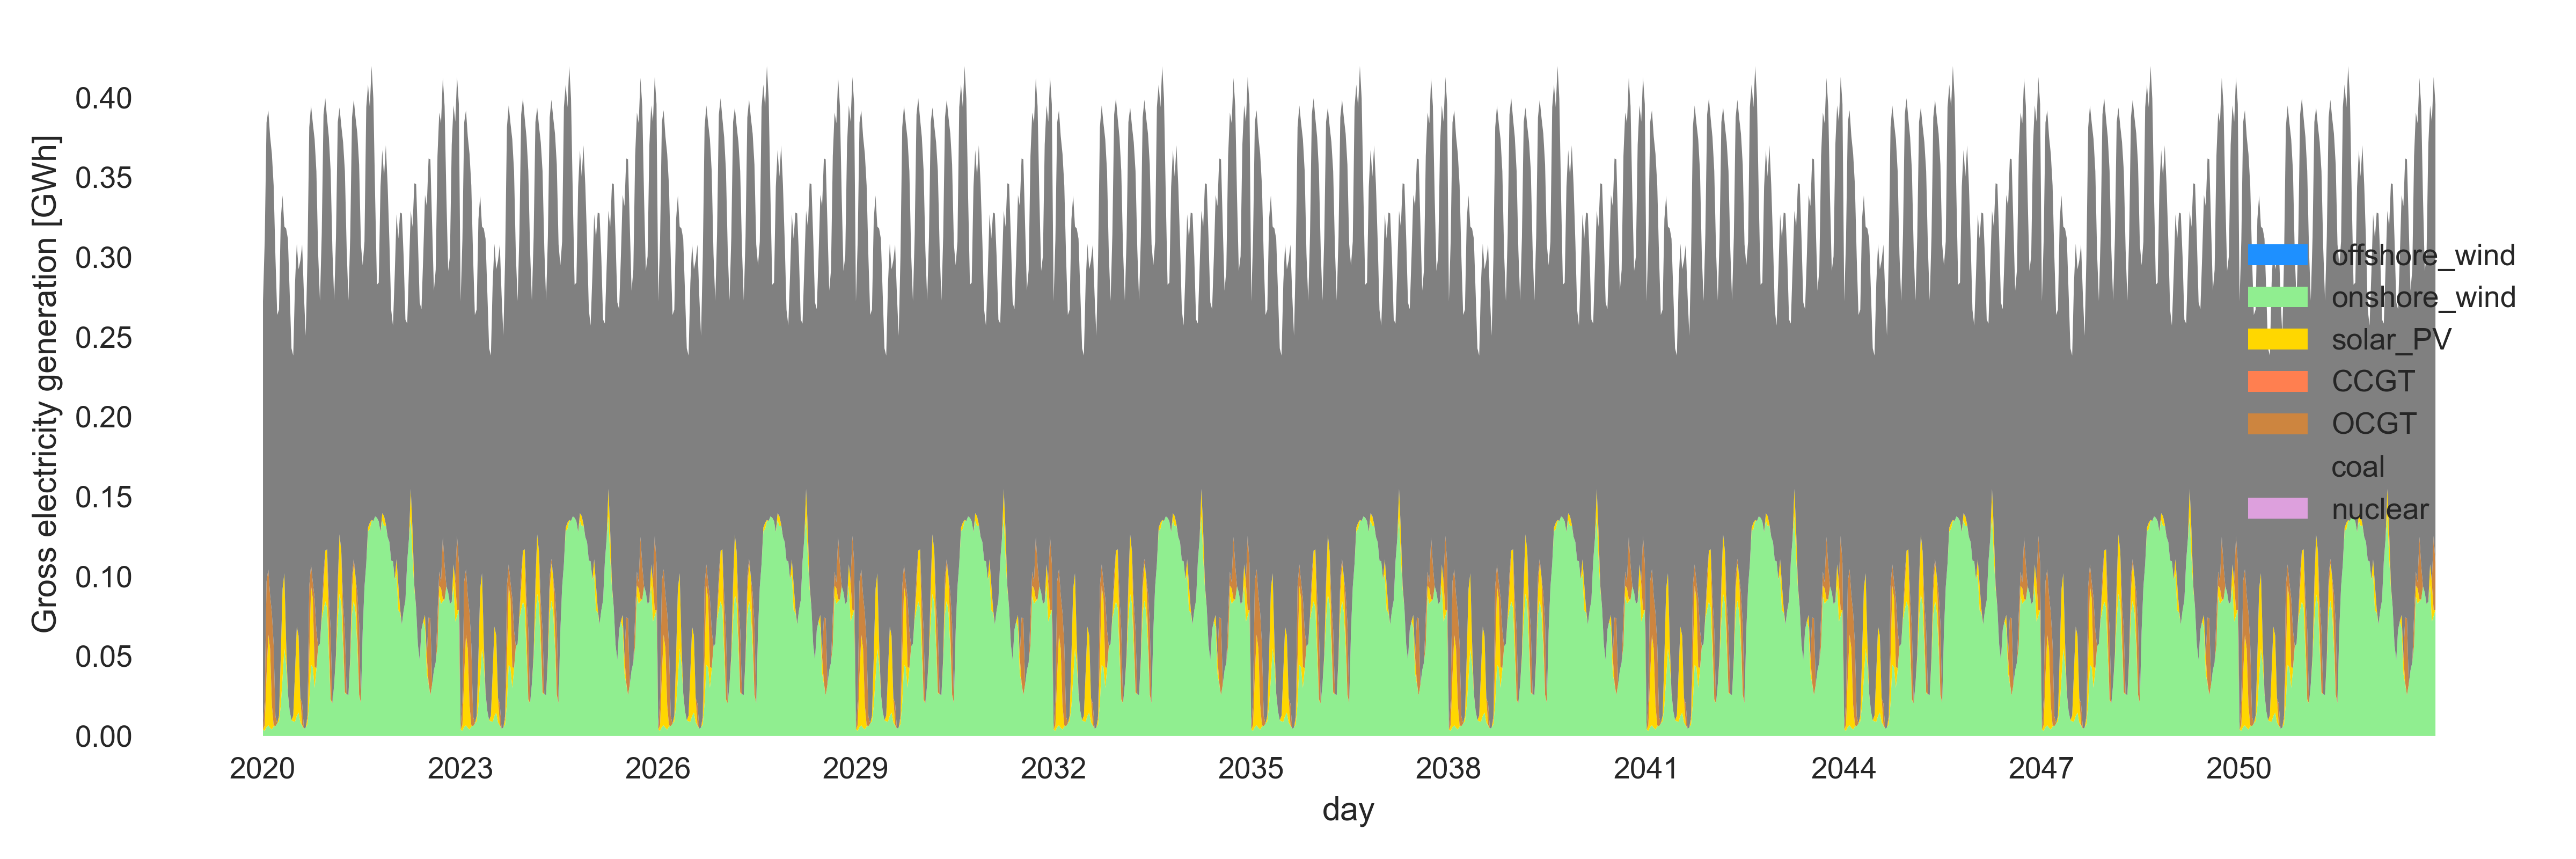 0.40
0.35
0.30
0.25
0.20
0.15
0.10
0.05
0.00
Gross electricity generation [GWh]
offshore_wind
onshore_wind
solar_PV
CCGT
OCGT
coal
nuclear
2020 2023 2026 2029 2032 2035 2038 2041 2044 2047 2050
day